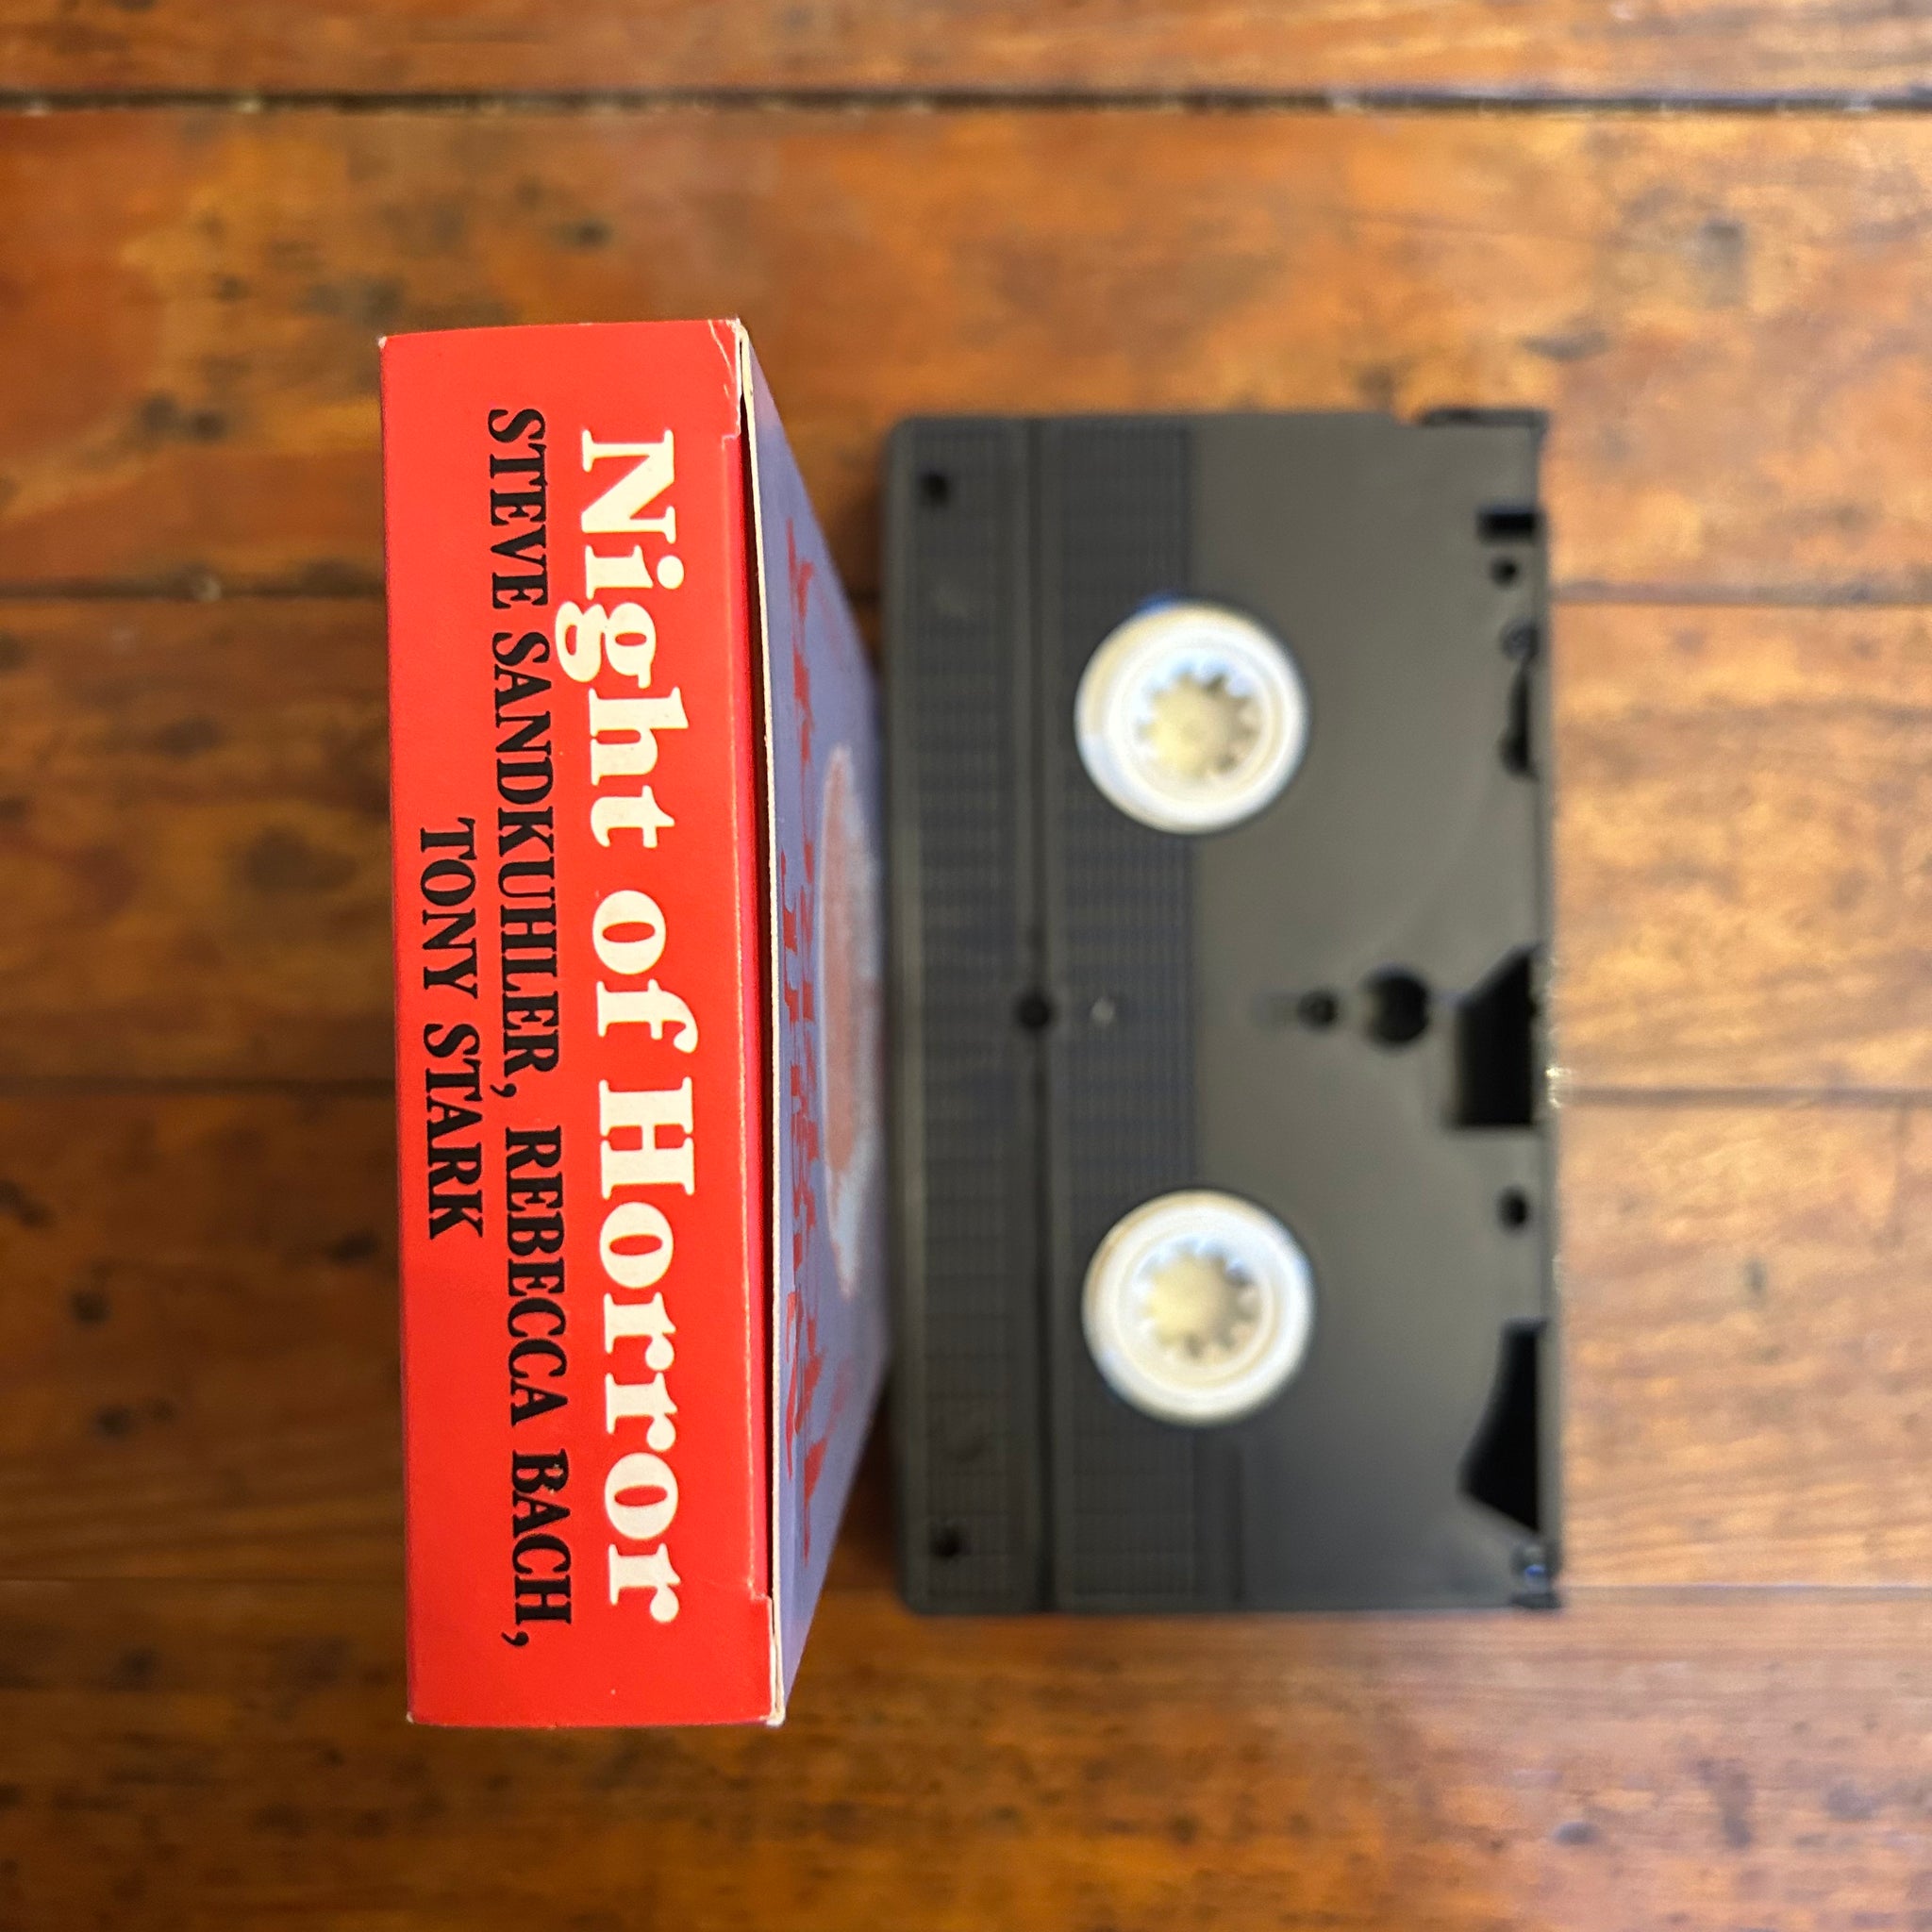 Night of Horror
STEVE SANDKUHLER, REBECCA BACH,
TONY STARK